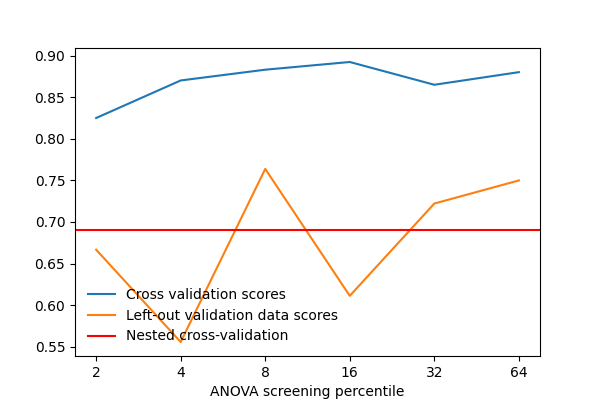 0.90
0.85
0.80
0.75
0.70
0.65
0.60
0.55
Cross validation scores
Left-out validation data scores
Nested cross-validation
2 4 8 16 32 64
ANOVA screening percentile